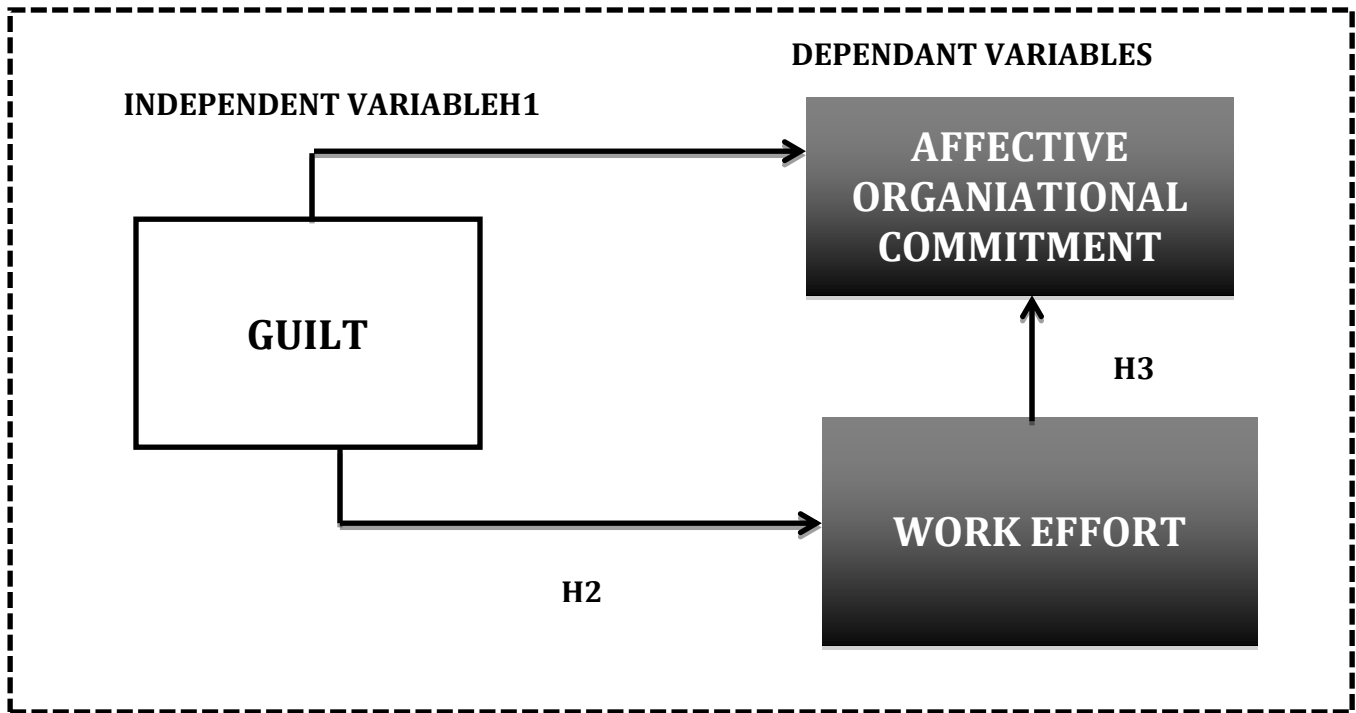 DEPENDANT VARIABLES
INDEPENDENT VARIABLEH1
AFFECTIVE
ORGANIATIONAL
COMMITMENT
GUILT
H3
WORK EFFORT
H2